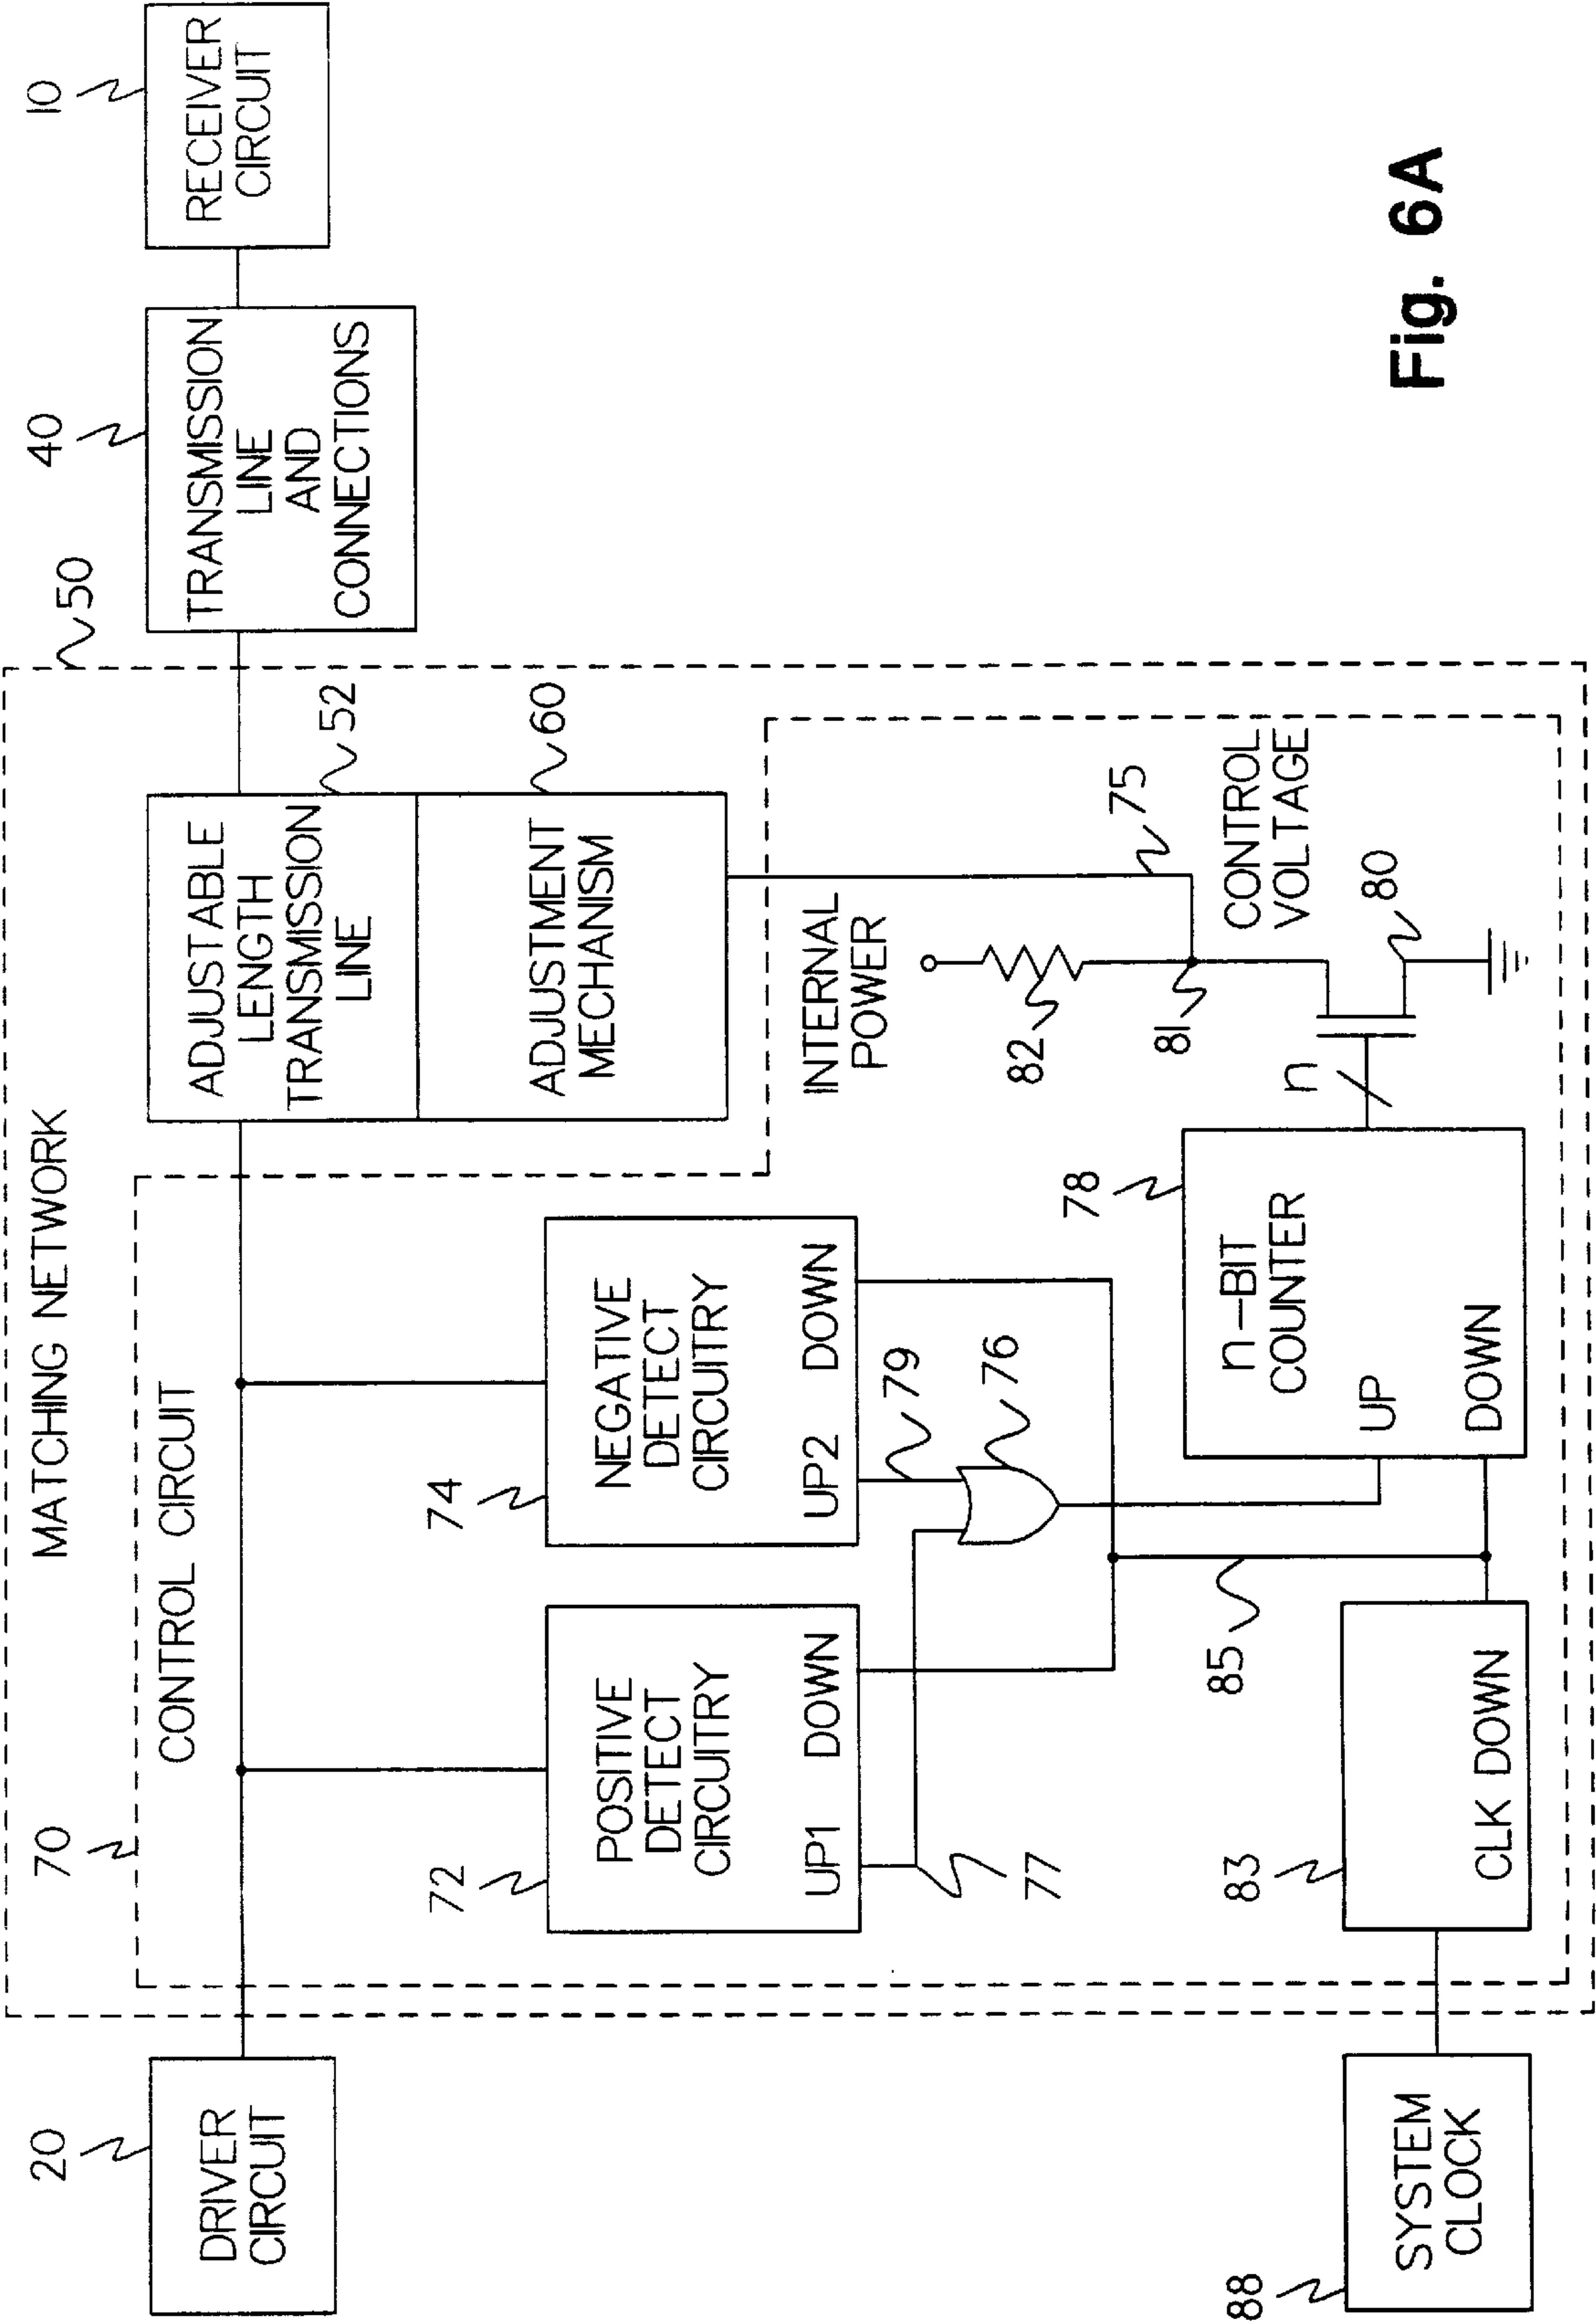 MATCHING NETWORK
50
70
CONTROL CIRCUIT
20
DRIVER
CIRCUIT
ADJUSTABLE
LENGTH
TRANSMISSION
LINE
52
ADJUSTMENT
MECHANISM
60
40
TRANSMISSION
LINE
AND
CONNECTIONS
10
RECEIVER
CIRCUIT
72
POSITIVE
DETECT
CIRCUITRY
UP1 DOWN
74
NEGATIVE
DETECT
CIRCUITRY
UP2 DOWN
77
79
76
85
INTERNAL
POWER
82
81
75
CONTROL
VOLTAGE
80
n
78
n-BIT
COUNTER
UP
DOWN
83
CLK DOWN
88
SYSTEM
CLOCK
Fig. 6A